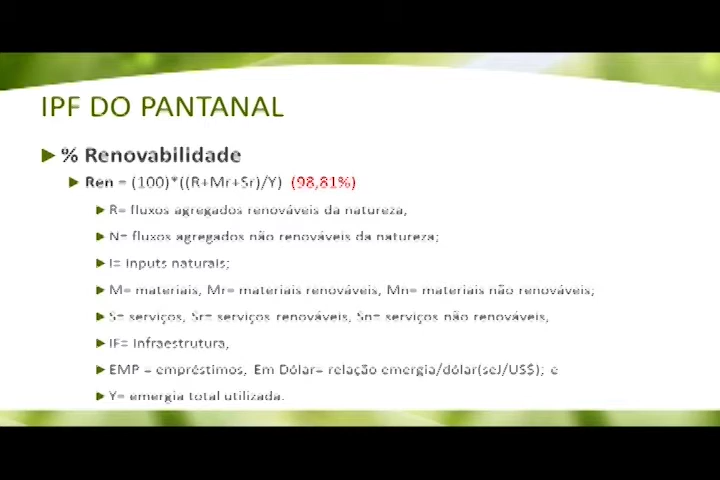 IPF DO PANTANAL
% Renovabilidade
Ren = (100)*((R+Mr+Sr)/Y) (98,81%)
R= fluxos agregados renováveis da natureza,
N= fluxos agregados não renováveis da natureza;
I= Inputs naturais;
M= materiais, Mr= materiais renováveis, Mn= materiais não renováveis;
S= serviços, Sr= serviços renováveis, Sn= serviços não renováveis,
IF= Infraestrutura,
EMP = empréstimos, Em Dólar= relação emergia/dólar(seJ/US$); e
Y= emergia total utilizada.